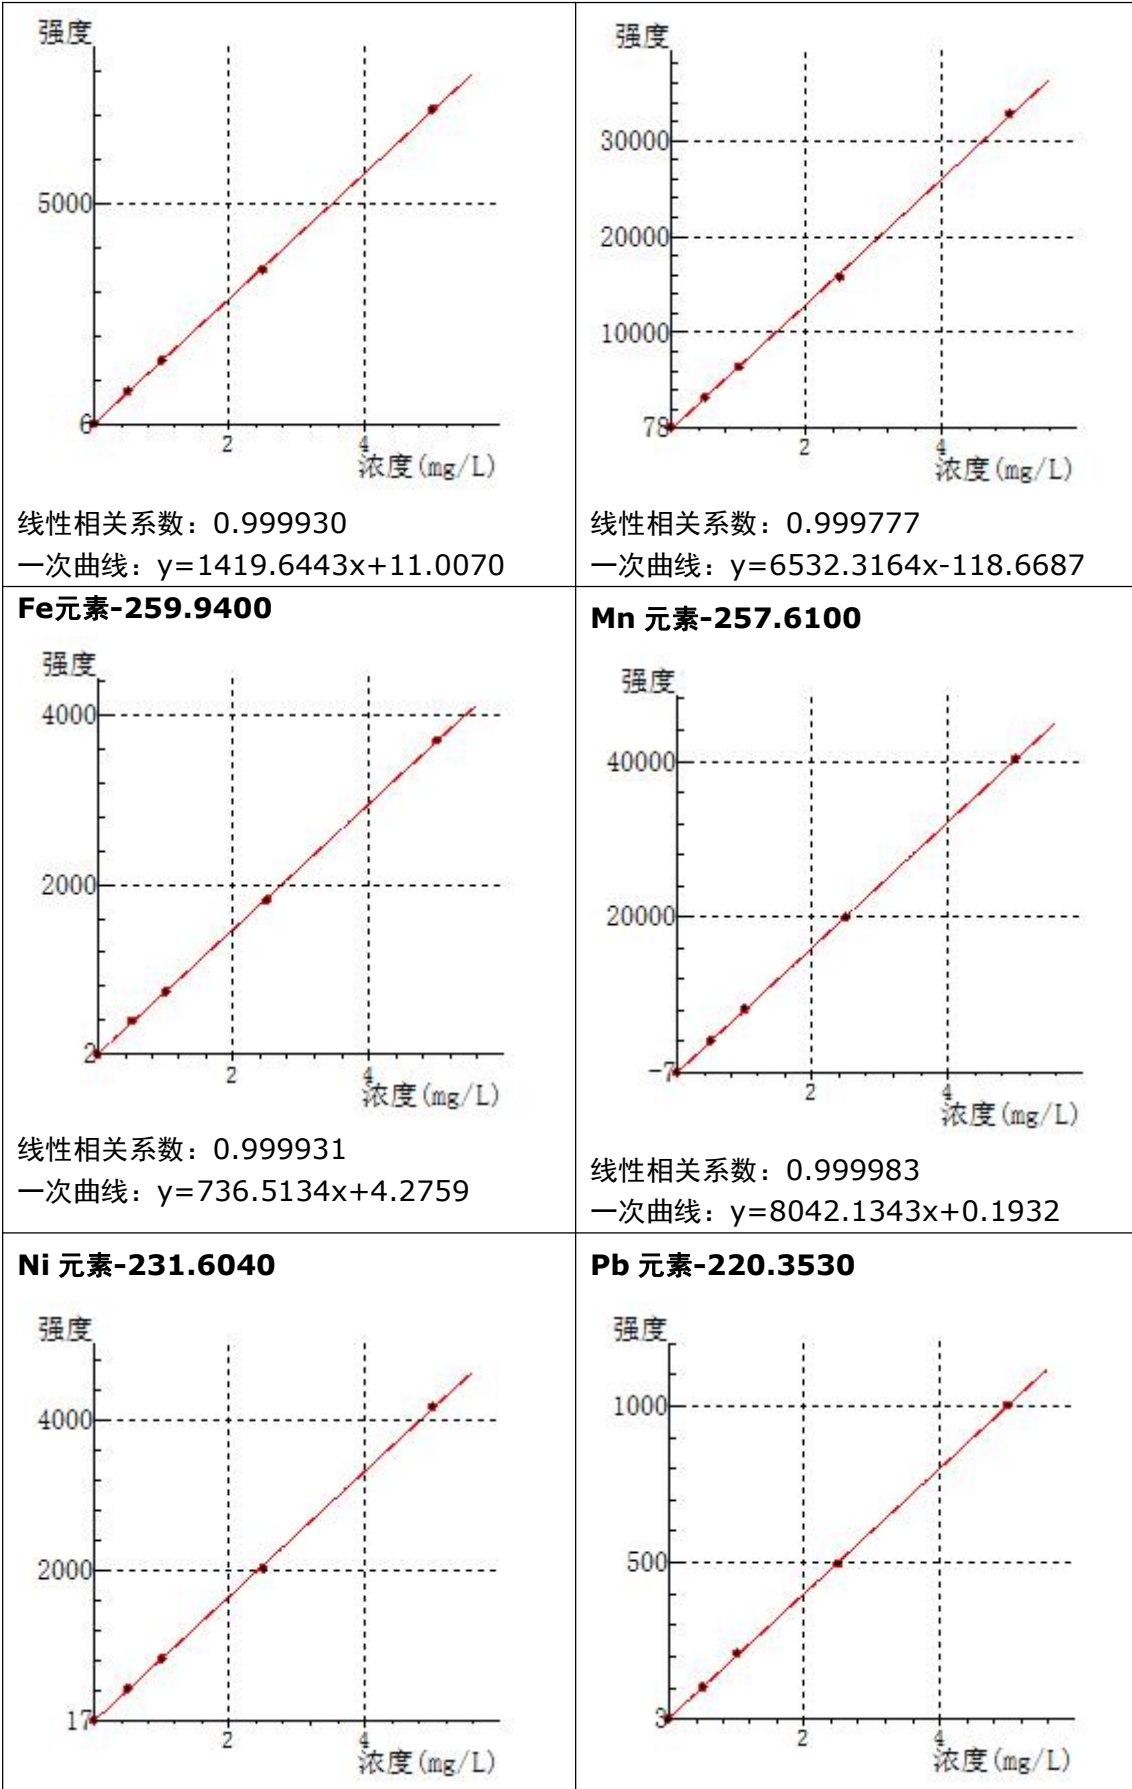 强度
5000
6
2
4
浓度(mg/L)
线性相关系数：0.999930
一次曲线：y=1419.6443x+11.0070
强度
30000
20000
10000
78
2
4
浓度(mg/L)
线性相关系数：0.999777
一次曲线：y=6532.3164x-118.6687
Fe元素-259.9400
强度
4000
2000
2
2
4
浓度(mg/L)
线性相关系数：0.999931
一次曲线：y=736.5134x+4.2759
Mn 元素-257.6100
强度
40000
20000
-7
2
4
浓度(mg/L)
线性相关系数：0.999983
一次曲线：y=8042.1343x+0.1932
Ni 元素-231.6040
强度
4000
2000
17
2
4
浓度(mg/L)
Pb 元素-220.3530
强度
1000
500
3
2
4
浓度(mg/L)